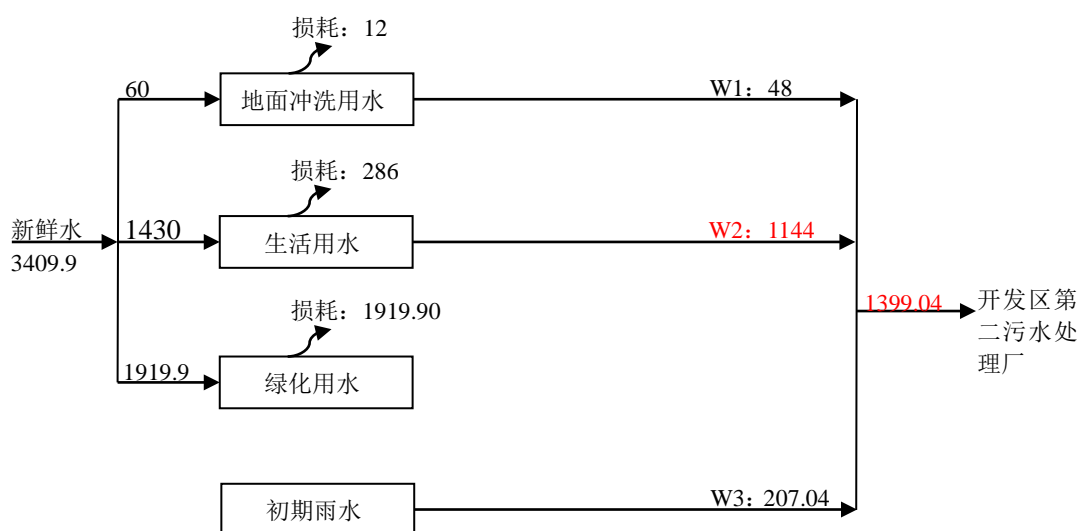 损耗：12
60
地面冲洗用水
W1：48
损耗：286
新鲜水
3409.9
1430
生活用水
W2：1144
损耗：1919.90
1399.04
开发区第
二污水处
理厂
1919.9
绿化用水
初期雨水
W3：207.04